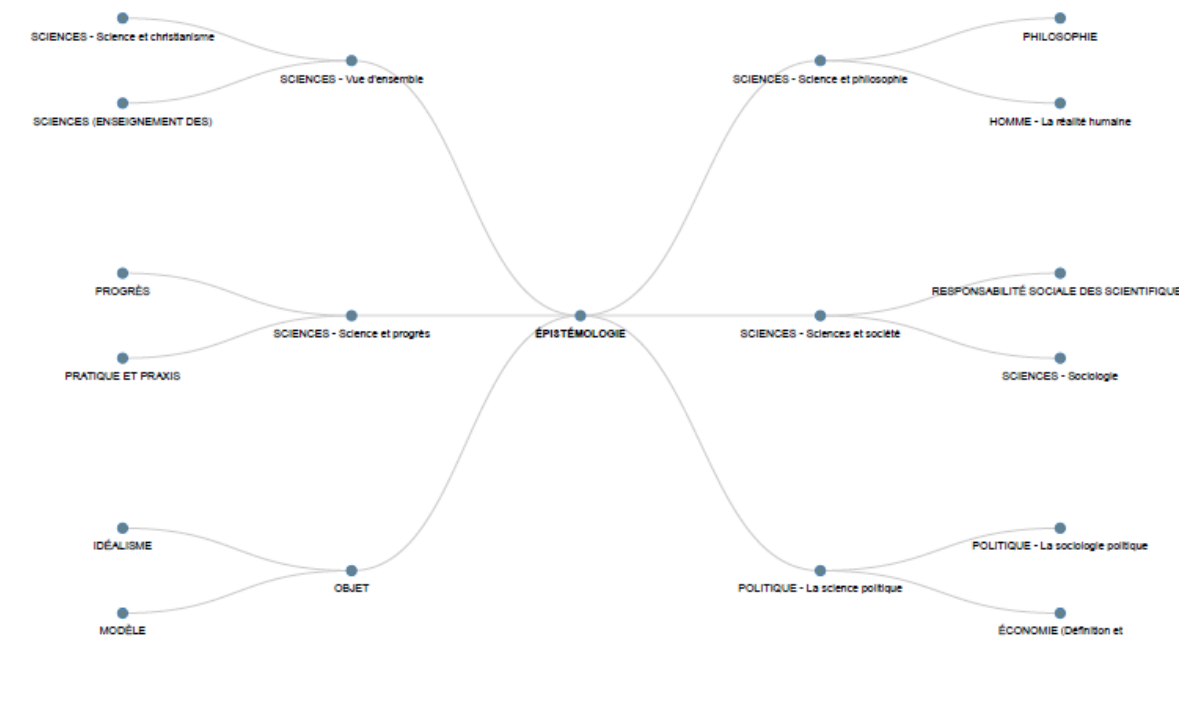 SCIENCES - Science et christianisme
PHILOSOPHIE
SCIENCES - Vue d'ensemble
SCIENCES - Science et philosophie
SCIENCES (ENSEIGNEMENT DES)
HOMME - La réalité humaine
PROGRÈS
RESPONSABILITÉ SOCIALE DES SCIENTIFIQUE
SCIENCES - Science et progrès
ÉPISTÉMOLOGIE
SCIENCES - Sciences et société
PRATIQUE ET PRAXIS
SCIENCES - Sociologie
IDÉALISME
POLITIQUE - La sociologie politique
OBJET
POLITIQUE - La science politique
MODÈLE
ÉCONOMIE (Définition et